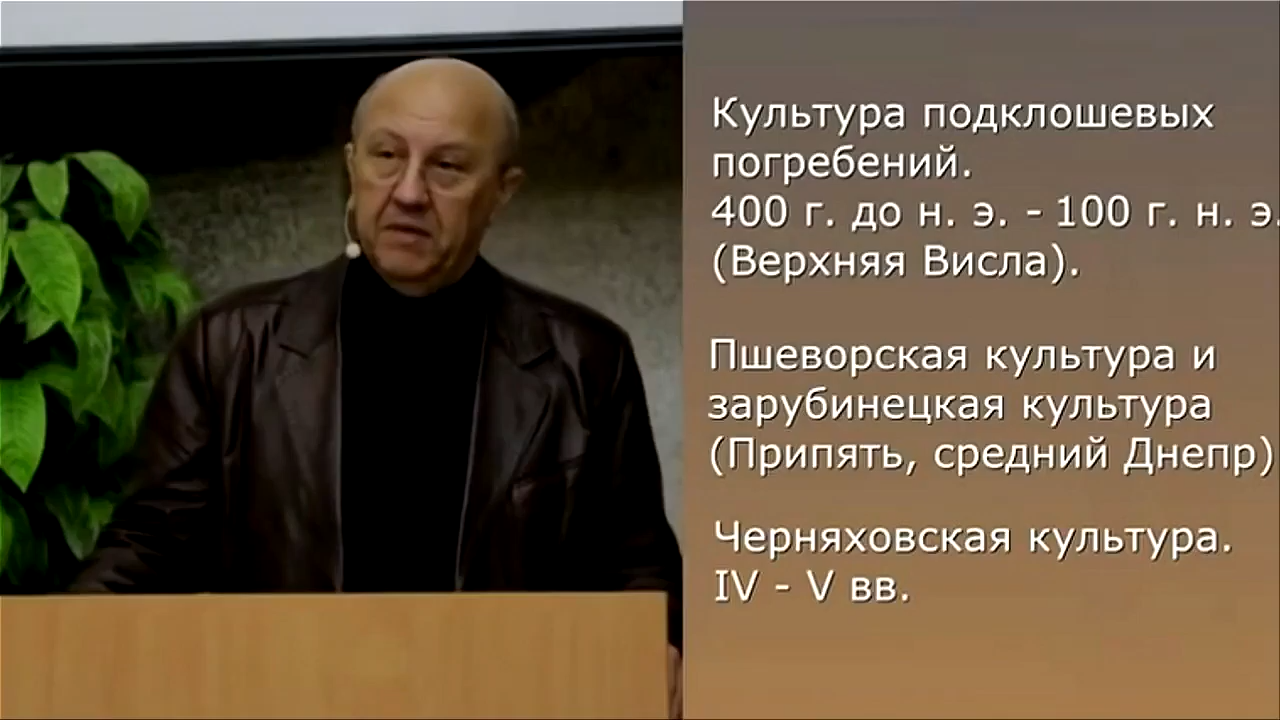 Культура подклошевых
погребений.
400 г. до н. э. - 100 г. н. э.
(Верхняя Висла).
Пшеворская культура и
зарубинецкая культура
(Припять, средний Днепр)
Черняховская культура.
IV - V вв.